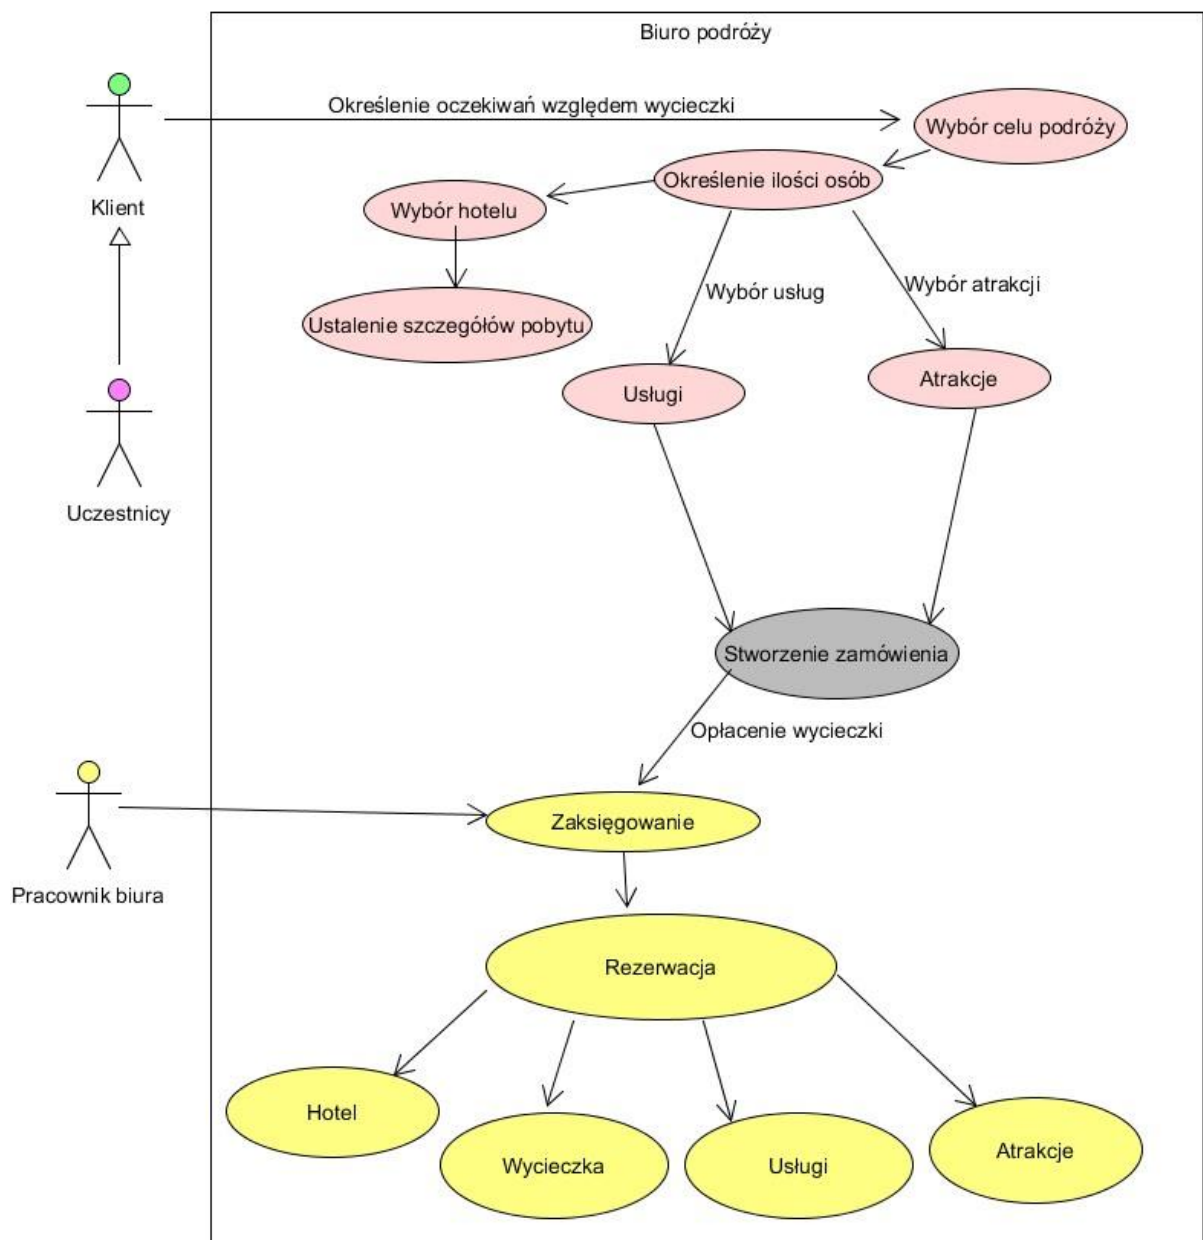 Biuro podróży
Określenie oczekiwań względem wycieczki
Wybór celu podróży
Klient
Określenie ilości osób
Wybór hotelu
Wybór usług
Wybór atrakcji
Ustalenie szczegółów pobytu
Usługi
Atrakcje
Uczestnicy
Stworzenie zamówienia
Opłacenie wycieczki
Zaksięgowanie
Pracownik biura
Rezerwacja
Hotel
Wycieczka
Usługi
Atrakcje